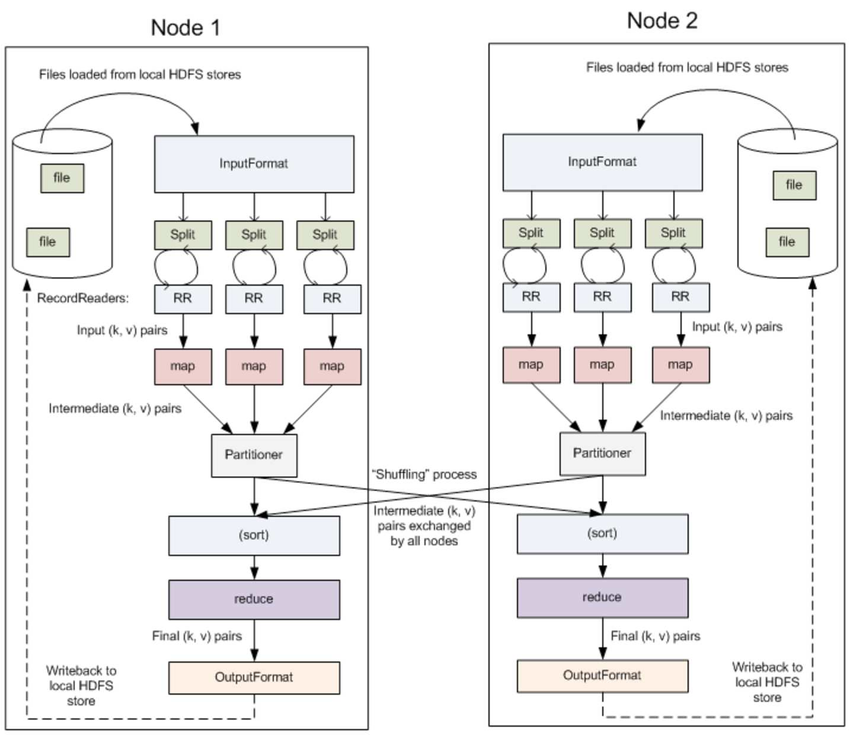 Node 1
Files loaded from local HDFS stores
file
file
InputFormat
Split
Split
Split
RecordReaders:
RR
RR
RR
Input (k, v) pairs
map
map
map
Intermediate (k, v) pairs
Partitioner
(sort)
reduce
Final (k, v) pairs
OutputFormat
Writeback to
local HDFS
store
"Shuffling" process
Intermediate (k, v)
pairs exchanged
by all nodes
Node 2
Files loaded from local HDFS stores
InputFormat
file
file
Split
Split
Split
RR
RR
RR
Input (k, v) pairs
map
map
map
Intermediate (k, v) pairs
Partitioner
(sort)
reduce
Final (k, v) pairs
OutputFormat
Writeback to
local HDFS
store